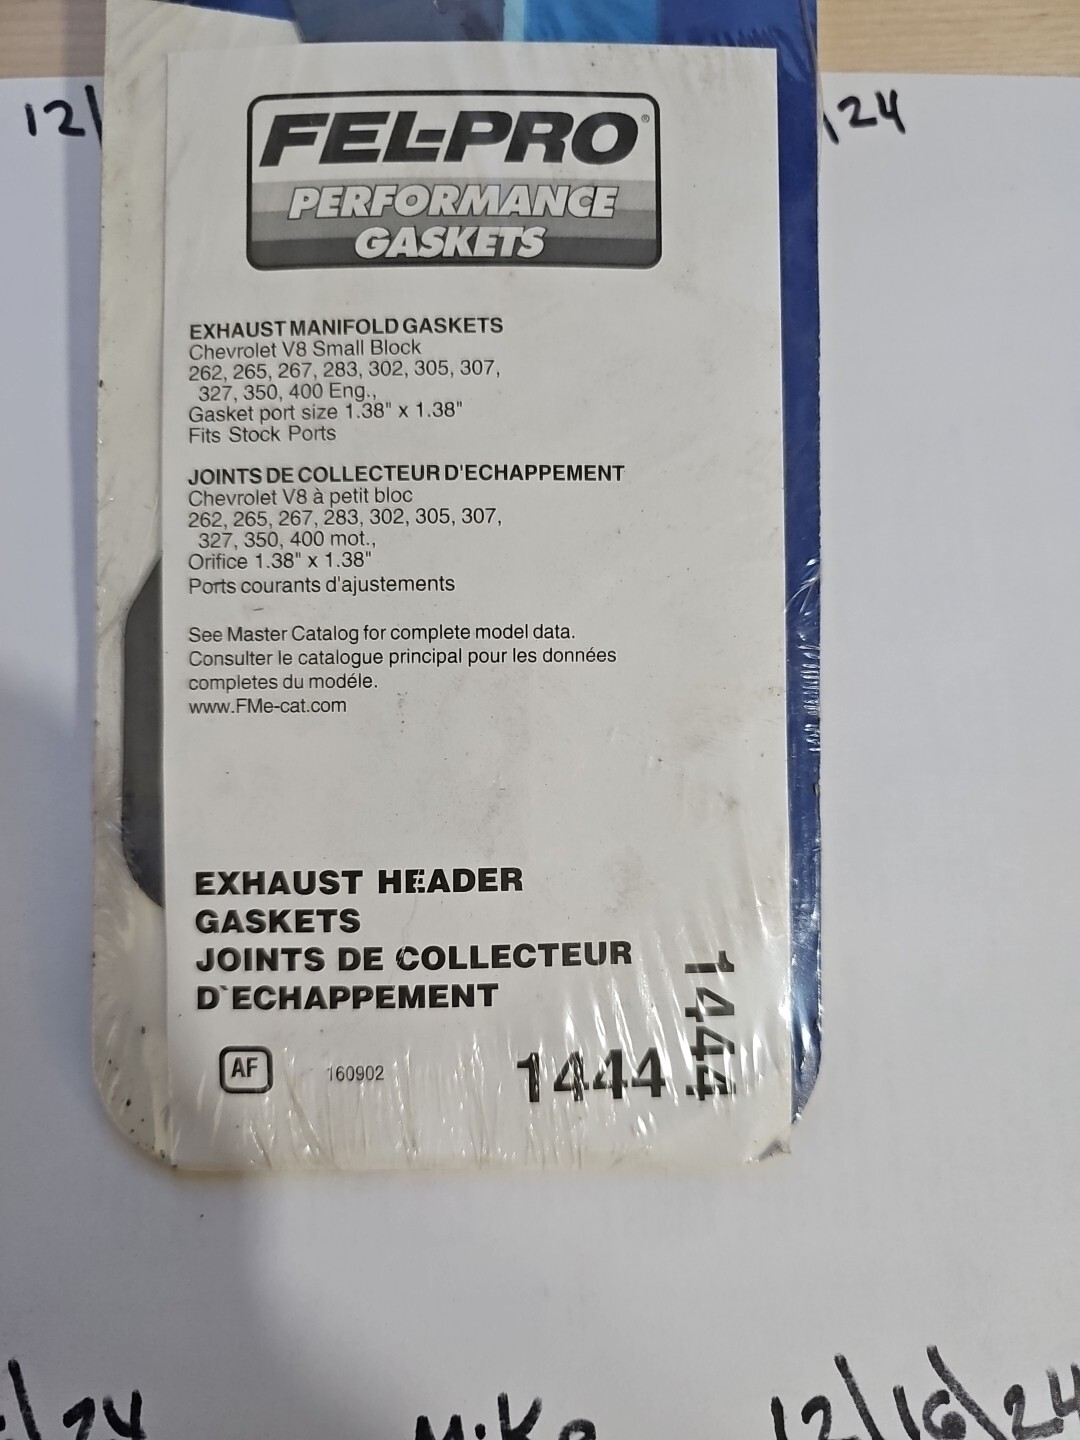 12/
24
FEL-PRO®
PERFORMANCE
GASKETS
EXHAUST MANIFOLD GASKETS
Chevrolet V8 Small Block
262, 265, 267, 283, 302, 305, 307,
327, 350, 400 Eng.,
Gasket port size 1.38" x 1.38"
Fits Stock Ports
JOINTS DE COLLECTEUR D'ECHAPPEMENT
Chevrolet V8 à petit bloc
262, 265, 267, 283, 302, 305, 307,
327, 350, 400 mot.,
Orifice 1.38" x 1.38"
Ports courants d'ajustements
See Master Catalog for complete model data.
Consulter le catalogue principal pour les données
completes du modéle.
www.FMe-cat.com
EXHAUST HEADER
GASKETS
JOINTS DE COLLECTEUR
D`ECHAPPEMENT
1444
AF 160902 1444
/24 Mike 12/16/24